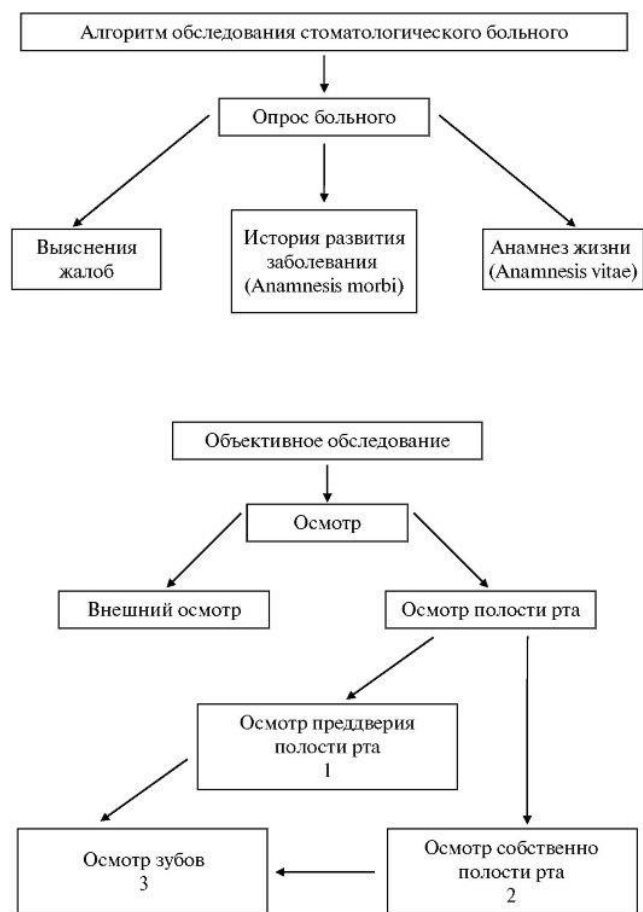 Алгоритм обследования стоматологического больного
Опрос больного
Выяснения
жалоб
История развития
заболевания
(Anamnesis morbi)
Анамнез жизни
(Anamnesis vitae)
Объективное обследование
Осмотр
Внешний осмотр
Осмотр полости рта
Осмотр преддверия
полости рта
1
Осмотр зубов
3
Осмотр собственно
полости рта
2